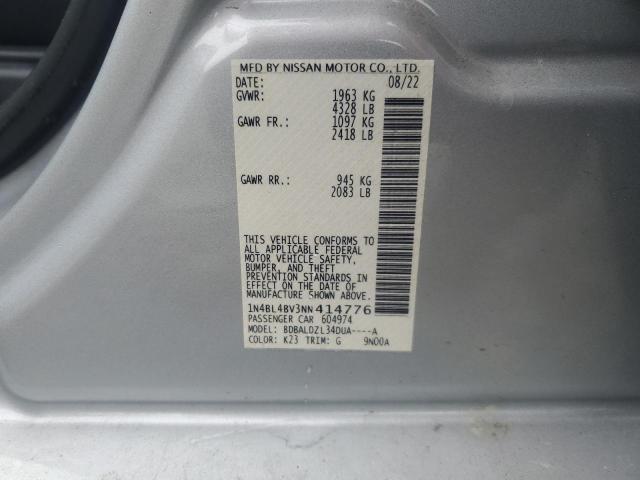 MFD BY NISSAN MOTOR CO., LTD.
DATE: 08/22
GVWR: 1963 KG
4328 LB
GAWR FR.: 1097 KG
2418 LB
GAWR RR.: 945 KG
2083 LB
THIS VEHICLE CONFORMS TO
ALL APPLICABLE FEDERAL
MOTOR VEHICLE SAFETY,
BUMPER, AND THEFT
PREVENTION STANDARDS IN
EFFECT ON THE DATE OF
MANUFACTURE SHOWN ABOVE.
1N4BL4BV3NN414776
PASSENGER CAR 604974
MODEL: BDBALDZL34DUA----A
COLOR: K23 TRIM: G 9N00A